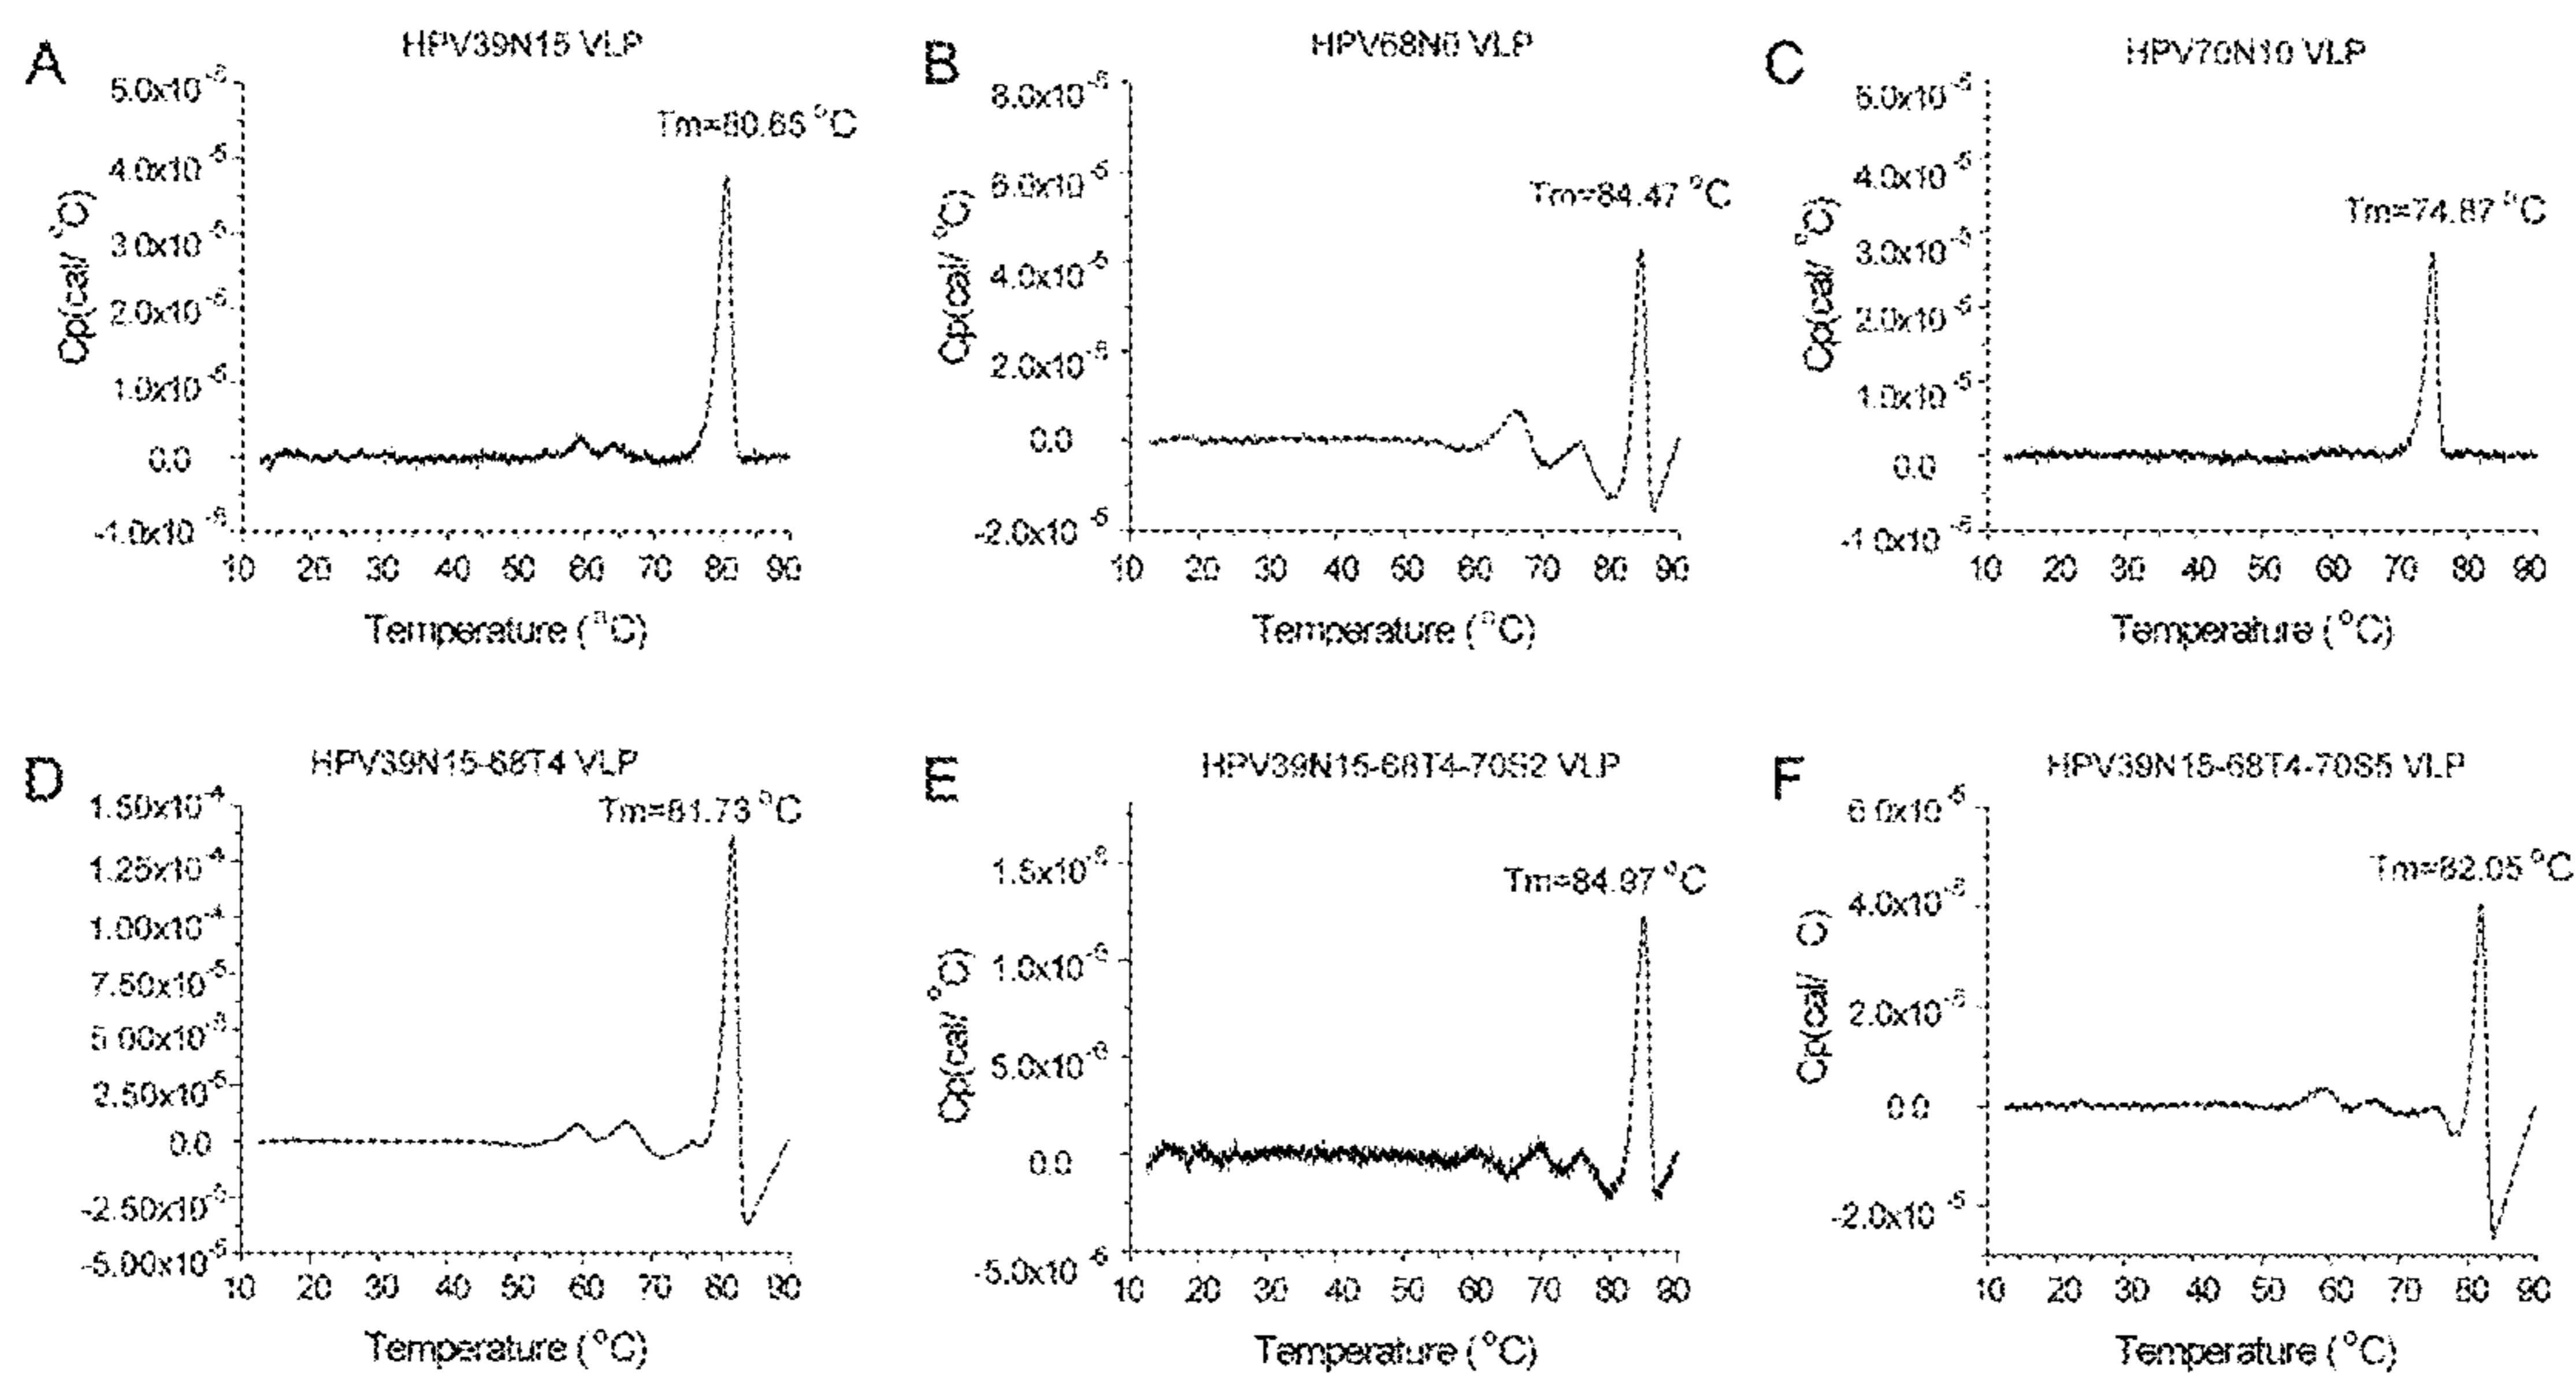 A
HPV39N15 VLP
Tm=80.65 °C
5.0x10-5
4.0x10-5
3.0x10-5
2.0x10-5
1.0x10-5
0.0
-1.0x10-5
Cp(cal/ °C)
10 20 30 40 50 60 70 80 90
Temperature (°C)
B
HPV68N0 VLP
Tm=84.47 °C
8.0x10-5
6.0x10-5
4.0x10-5
2.0x10-5
0.0
-2.0x10-5
Cp(cal/ °C)
10 20 30 40 50 60 70 80 90
Temperature (°C)
C
HPV70N10 VLP
Tm=74.87 °C
5.0x10-5
4.0x10-5
3.0x10-5
2.0x10-5
1.0x10-5
0.0
-1.0x10-5
Cp(cal/ °C)
10 20 30 40 50 60 70 80 90
Temperature (°C)
D
HPV39N15-68T4 VLP
Tm=81.73 °C
1.50x10-4
1.25x10-4
1.00x10-4
7.50x10-5
5.00x10-5
2.50x10-5
0.0
-2.50x10-5
-5.00x10-5
10 20 30 40 50 60 70 80 90
Temperature (°C)
E
HPV39N15-68T4-70S2 VLP
Tm=84.97 °C
1.5x10-5
1.0x10-5
5.0x10-6
0.0
-5.0x10-6
Cp(cal/ °C)
10 20 30 40 50 60 70 80 90
Temperature (°C)
F
HPV39N15-68T4-70S5 VLP
Tm=82.05 °C
6.0x10-5
4.0x10-5
2.0x10-5
0.0
-2.0x10-5
Cp(cal/ C)
10 20 30 40 50 60 70 80 90
Temperature (°C)